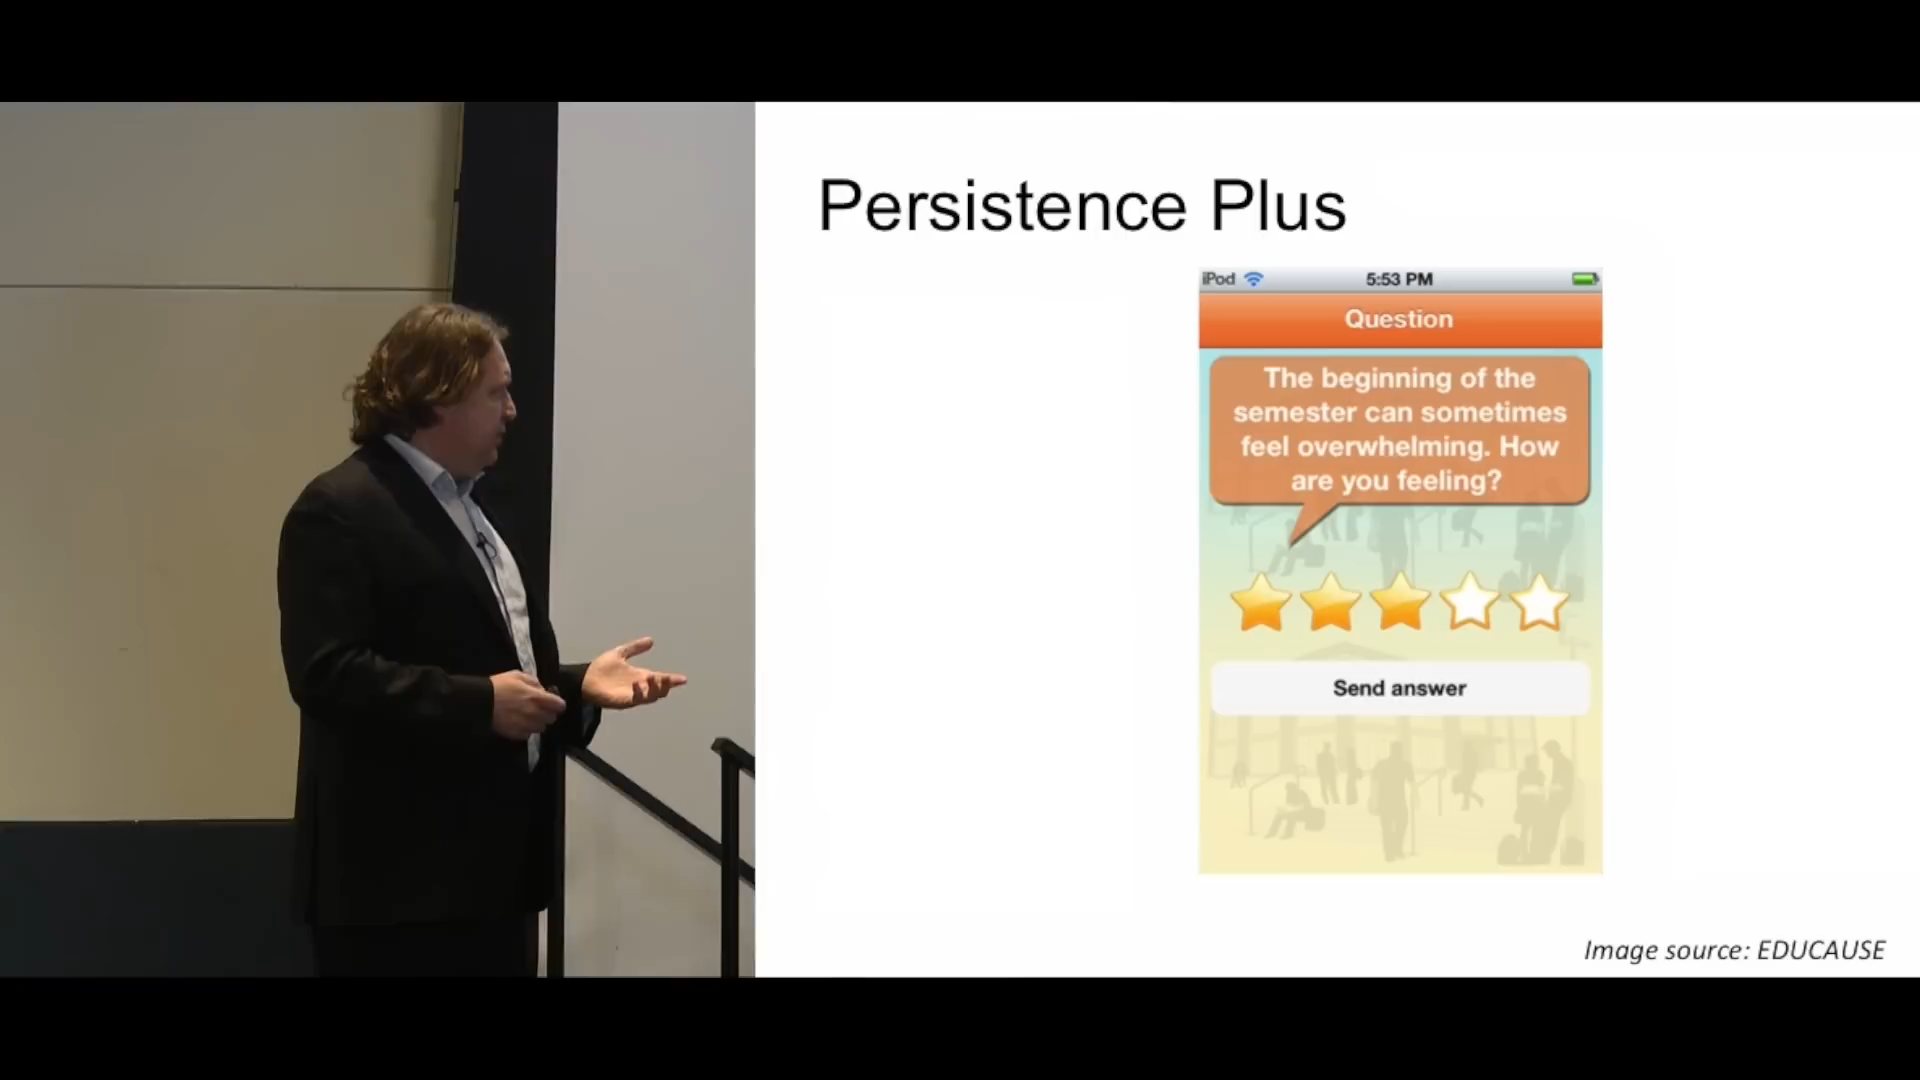 Persistence Plus
iPod
5:53 PM
Question
The beginning of the
semester can sometimes
feel overwhelming. How
are you feeling?
Send answer
Image source: EDUCAUSE